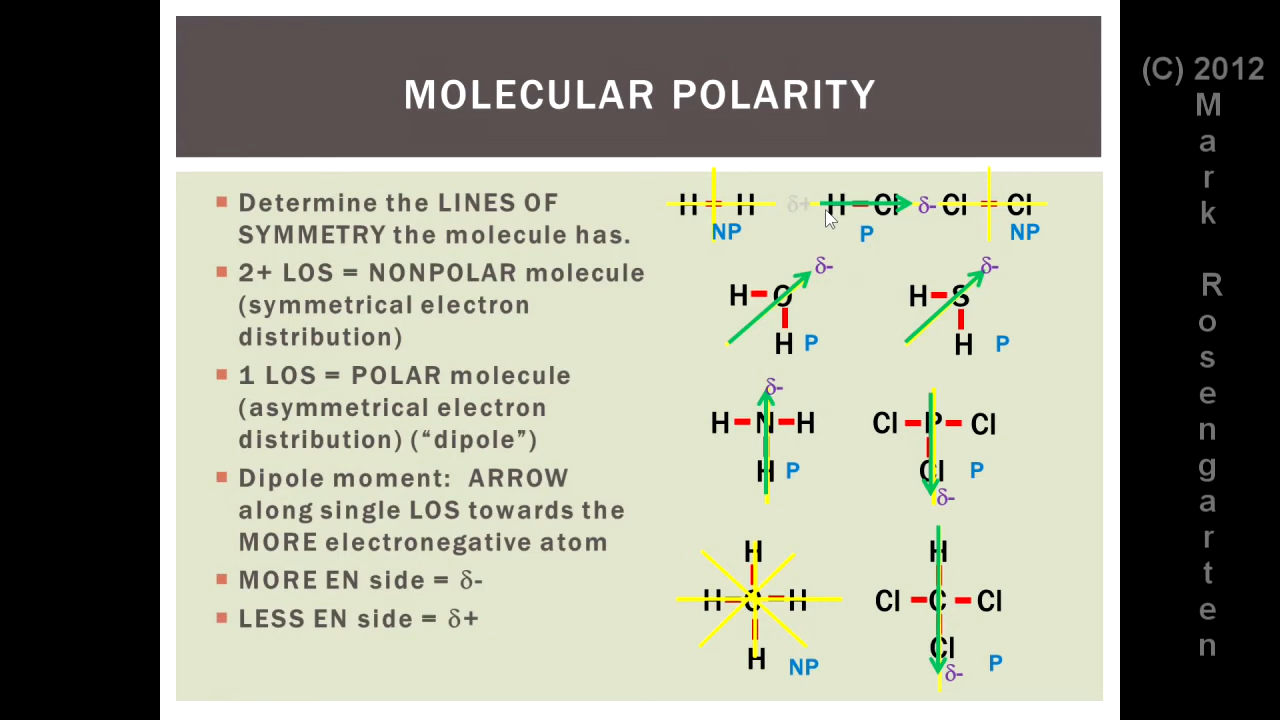 MOLECULAR POLARITY
Determine the LINES OF
SYMMETRY the molecule has.
2+ LOS = NONPOLAR molecule
(symmetrical electron
distribution)
1 LOS = POLAR molecule
(asymmetrical electron
distribution) (“dipole”)
Dipole moment: ARROW
along single LOS towards the
MORE electronegative atom
MORE EN side = δ-
LESS EN side = δ+
H = H δ+ H – Cl δ- Cl = Cl
NP P NP
δ- δ-
H – O H – S
H P H P
δ-
H – N – H Cl – P – Cl
H P Cl P
δ-
H H
H – C – H Cl – C – Cl
H NP Cl P
δ-
(C) 2012
M
a
r
k
R
o
s
e
n
g
a
r
t
e
n